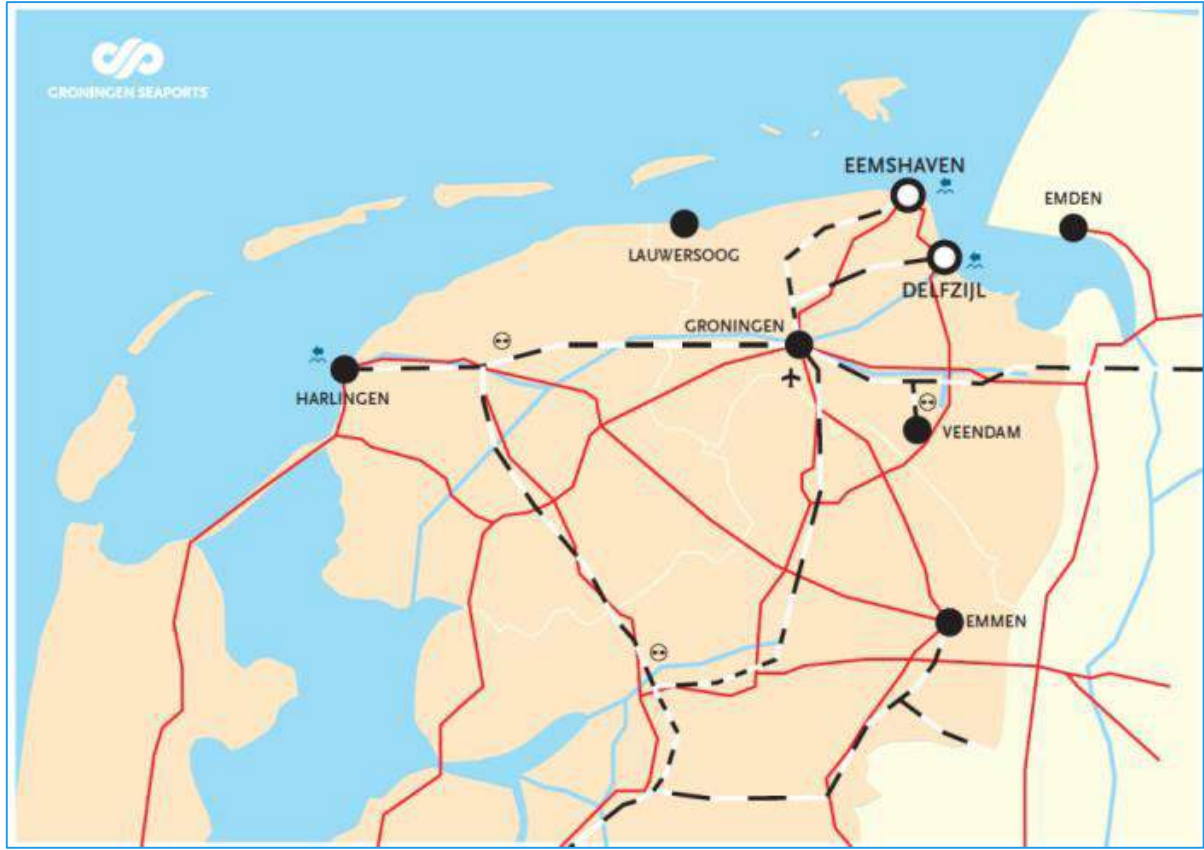 GRONINGEN SEAPORTS
EEMSHAVEN
EMDEN
LAUWERSOOG
DELFZIJL
GRONINGEN
HARLINGEN
VEENDAM
EMMEN